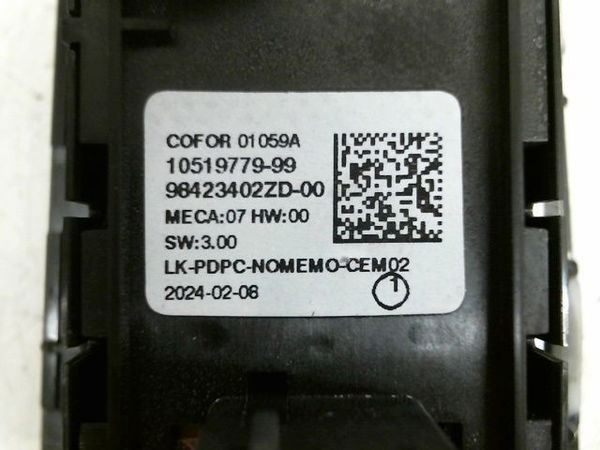 COFOR 01059A
10519779-99
98423402ZD-00
MECA:07 HW:00
SW:3.00
LK-PDPC-NOMEMO-CEM02
2024-02-08
1